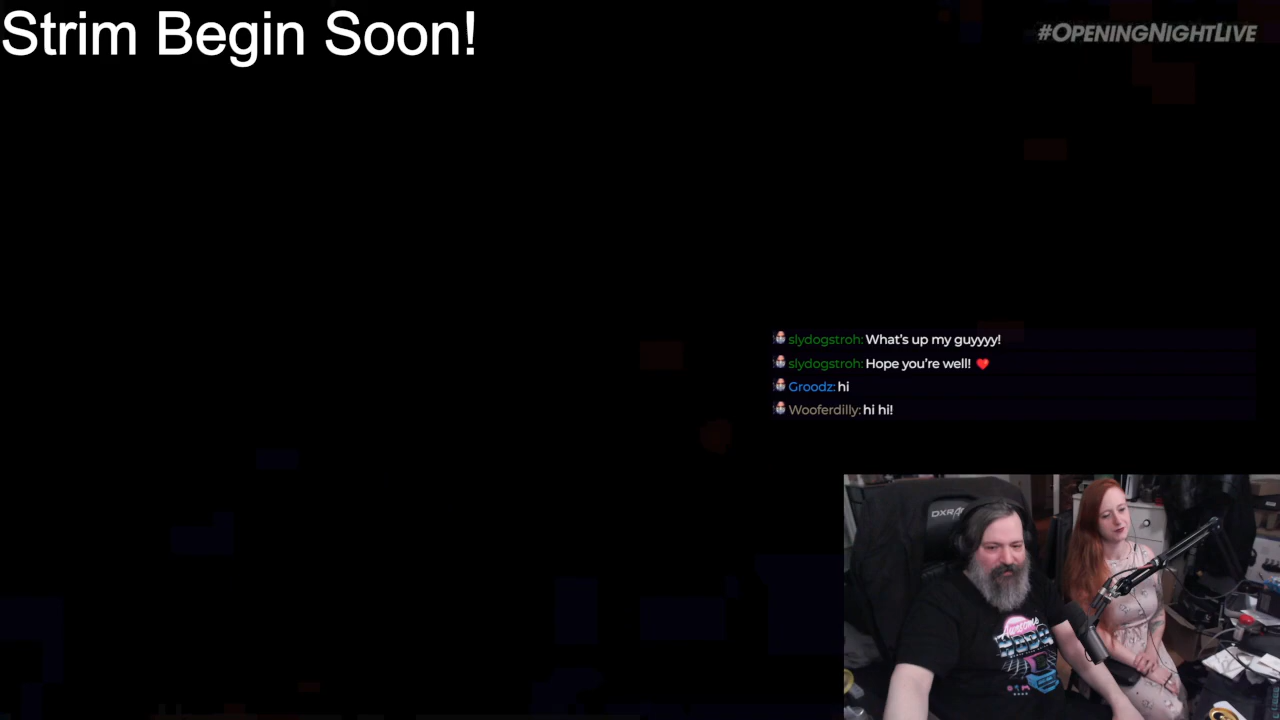 Strim Begin Soon!
#OPENINGNIGHTLIVE
slydogstroh: What's up my guyyyy!
slydogstroh: Hope you're well! ❤️
Groodz: hi
Wooferdilly: hi hi!
Awesome